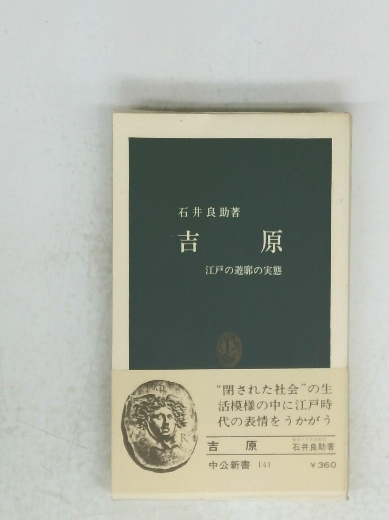 石井良助著
吉原
江戸の遊廓の実態
“閉された社会”の生
活模様の中に江戸時
代の表情をうかがう
吉原
石井良助著
中公新書 141
￥360